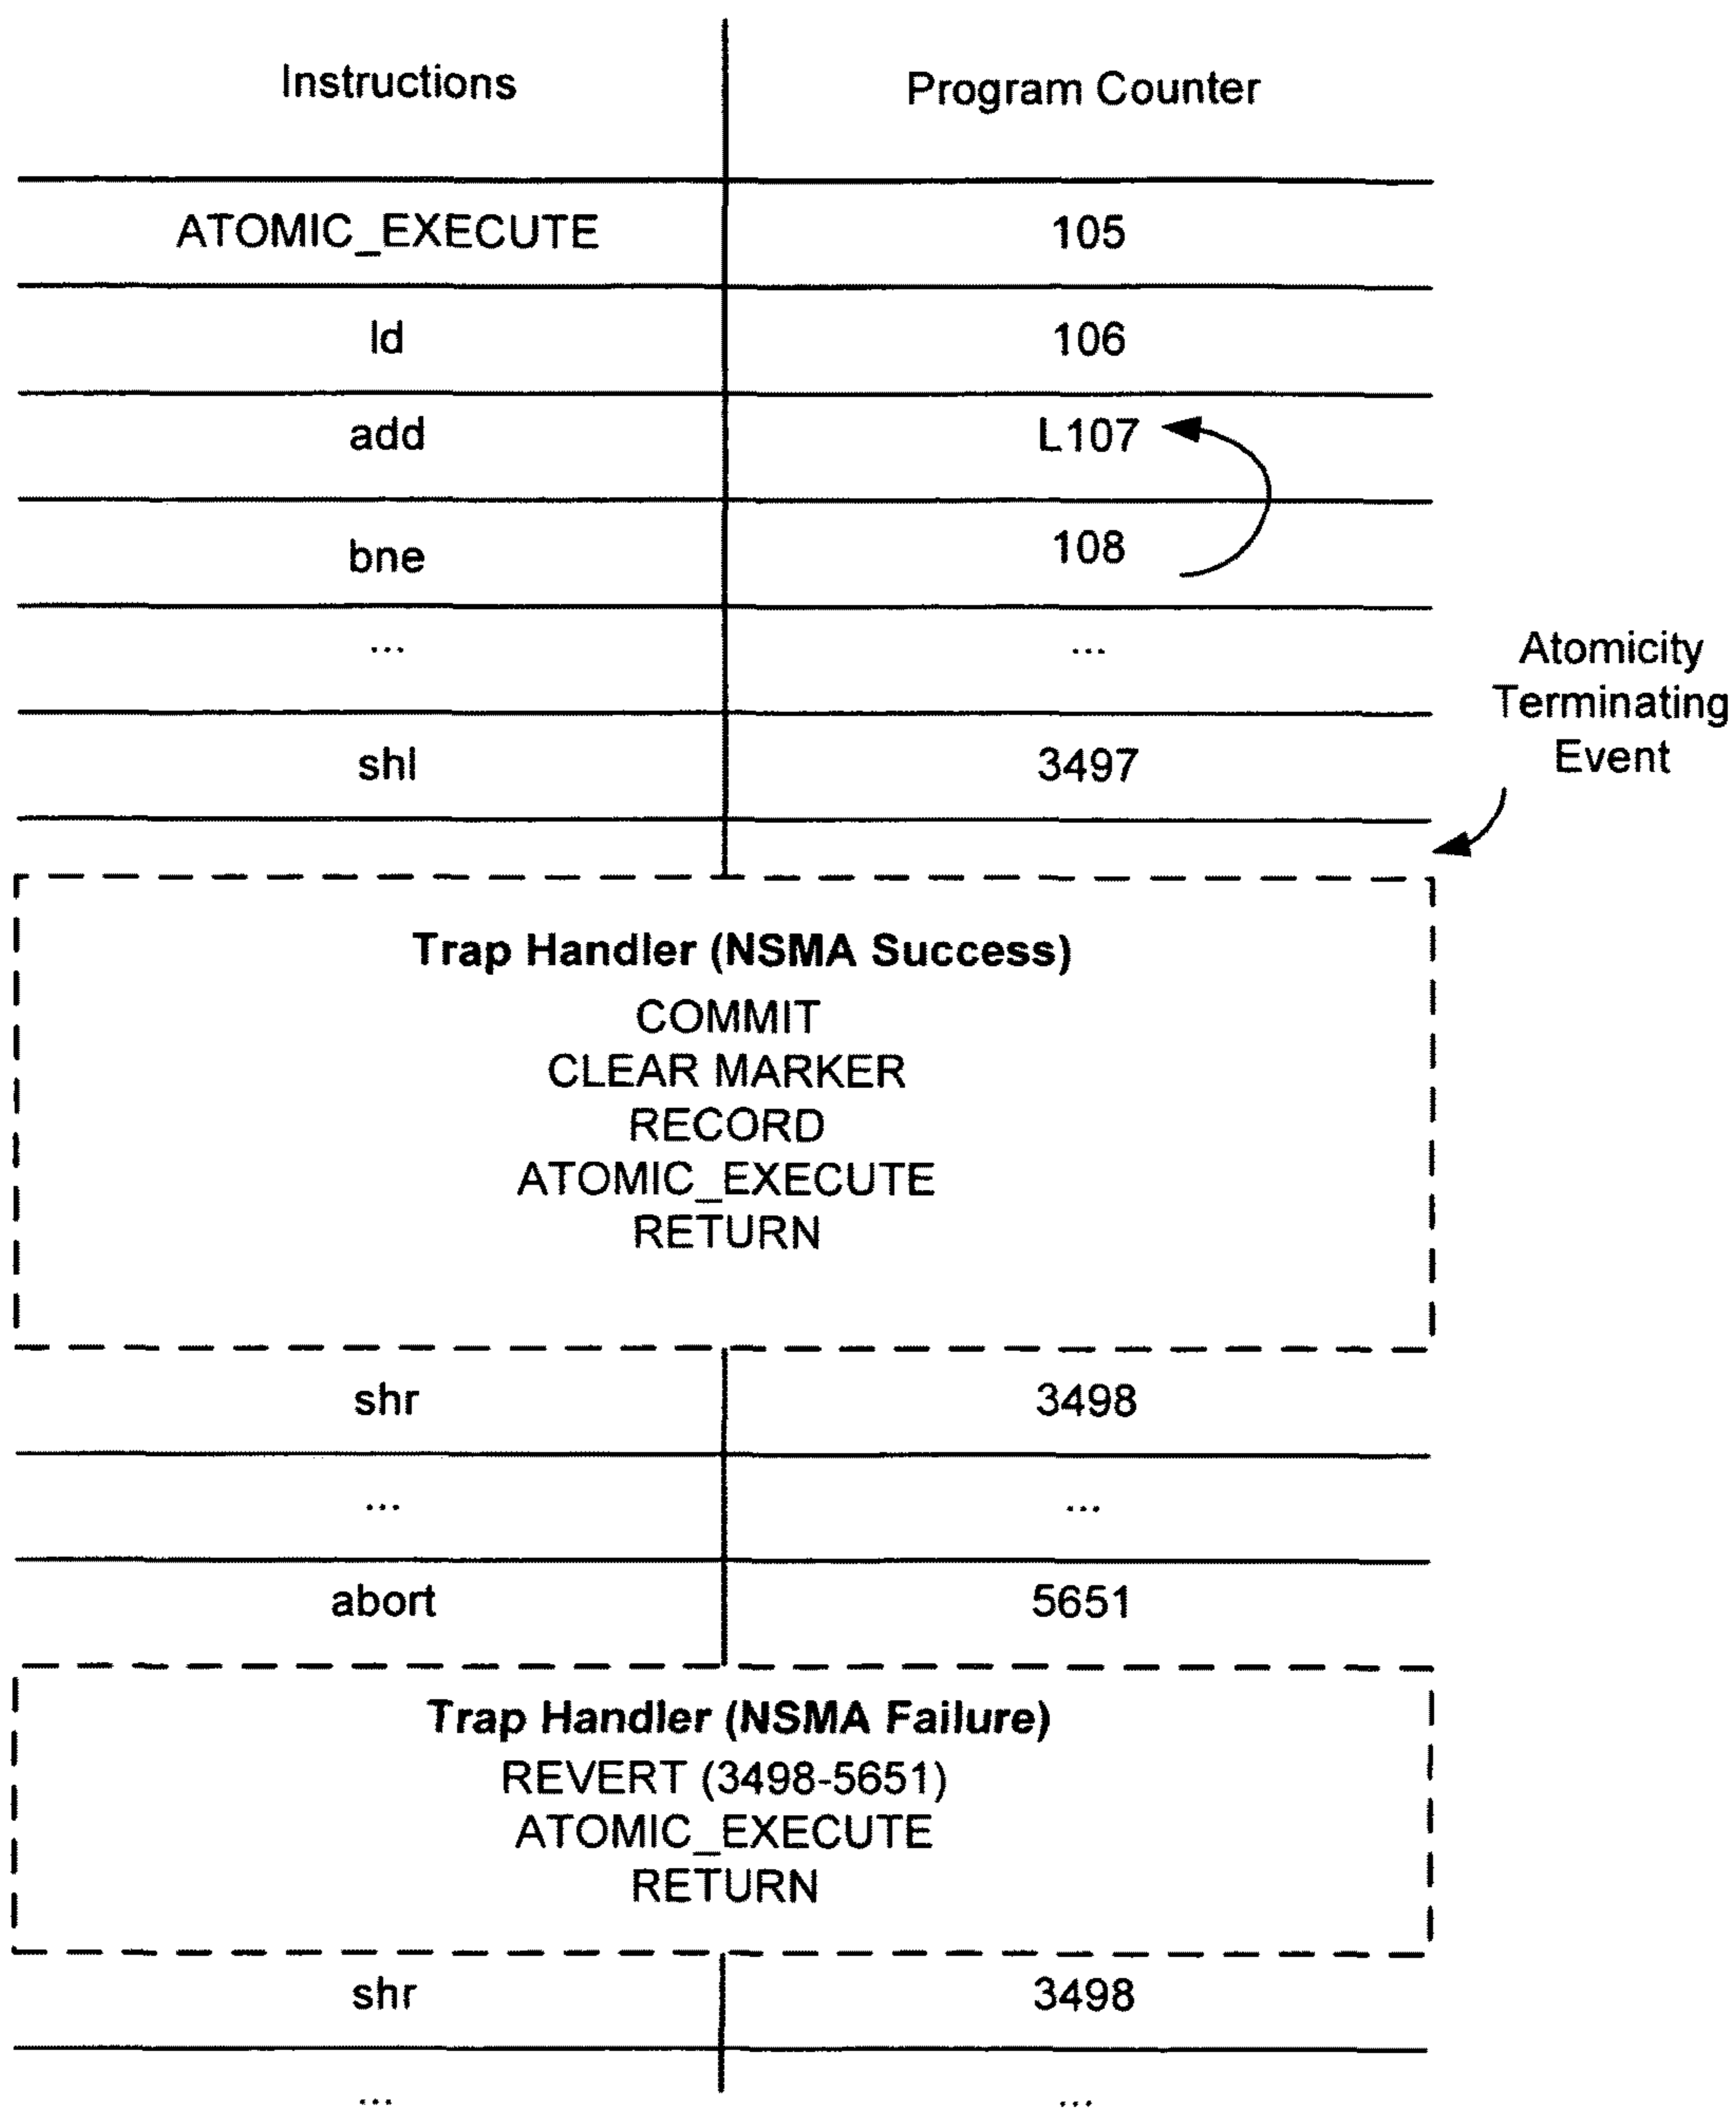 Instructions Program Counter
ATOMIC_EXECUTE 105
ld 106
add L107
bne 108
... ...
Atomicity
Terminating
Event
shl 3497
Trap Handler (NSMA Success)
COMMIT
CLEAR MARKER
RECORD
ATOMIC_EXECUTE
RETURN
shr 3498
... ...
abort 5651
Trap Handler (NSMA Failure)
REVERT (3498-5651)
ATOMIC_EXECUTE
RETURN
shr 3498
... ...